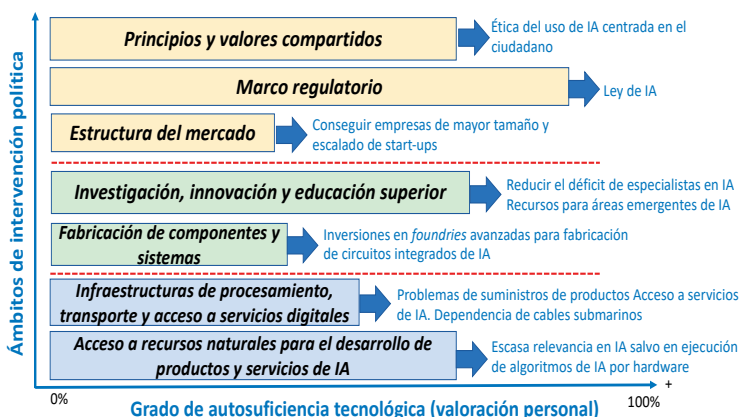 Ámbitos de intervención política
Principios y valores compartidos
Ética del uso de IA centrada en el
ciudadano
Marco regulatorio
Ley de IA
Estructura del mercado
Conseguir empresas de mayor tamaño y
escalado de start-ups
Investigación, innovación y educación superior
Reducir el déficit de especialistas en IA
Recursos para áreas emergentes de IA
Fabricación de componentes y
sistemas
Inversiones en foundries avanzadas para fabricación
de circuitos integrados de IA
Infraestructuras de procesamiento,
transporte y acceso a servicios digitales
Problemas de suministros de productos Acceso a servicios
de IA. Dependencia de cables submarinos
Acceso a recursos naturales para el desarrollo de
productos y servicios de IA
Escasa relevancia en IA salvo en ejecución
de algoritmos de IA por hardware
+
0%
100%
Grado de autosuficiencia tecnológica (valoración personal)